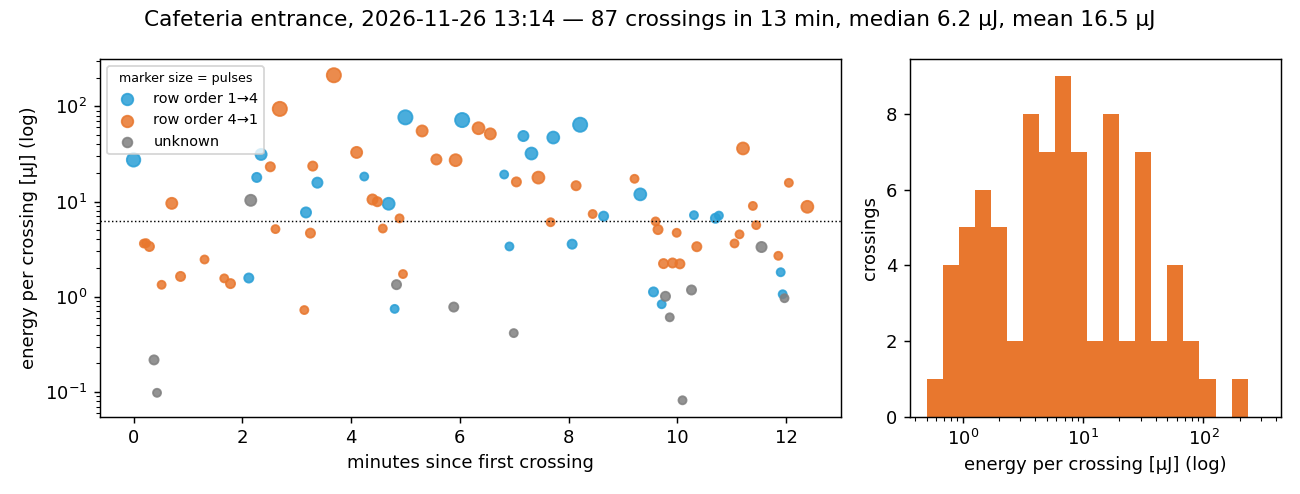 Cafeteria entrance, 2026-11-26 13:14 — 87 crossings in 13 min, median 6.2 µJ, mean 16.5 µJ
energy per crossing [µJ] (log)
10²
10¹
10⁰
10⁻¹
marker size = pulses
row order 1→4
row order 4→1
unknown
0 2 4 6 8 10 12
minutes since first crossing
crossings
8
6
4
2
0
10⁰ 10¹ 10²
energy per crossing [µJ] (log)